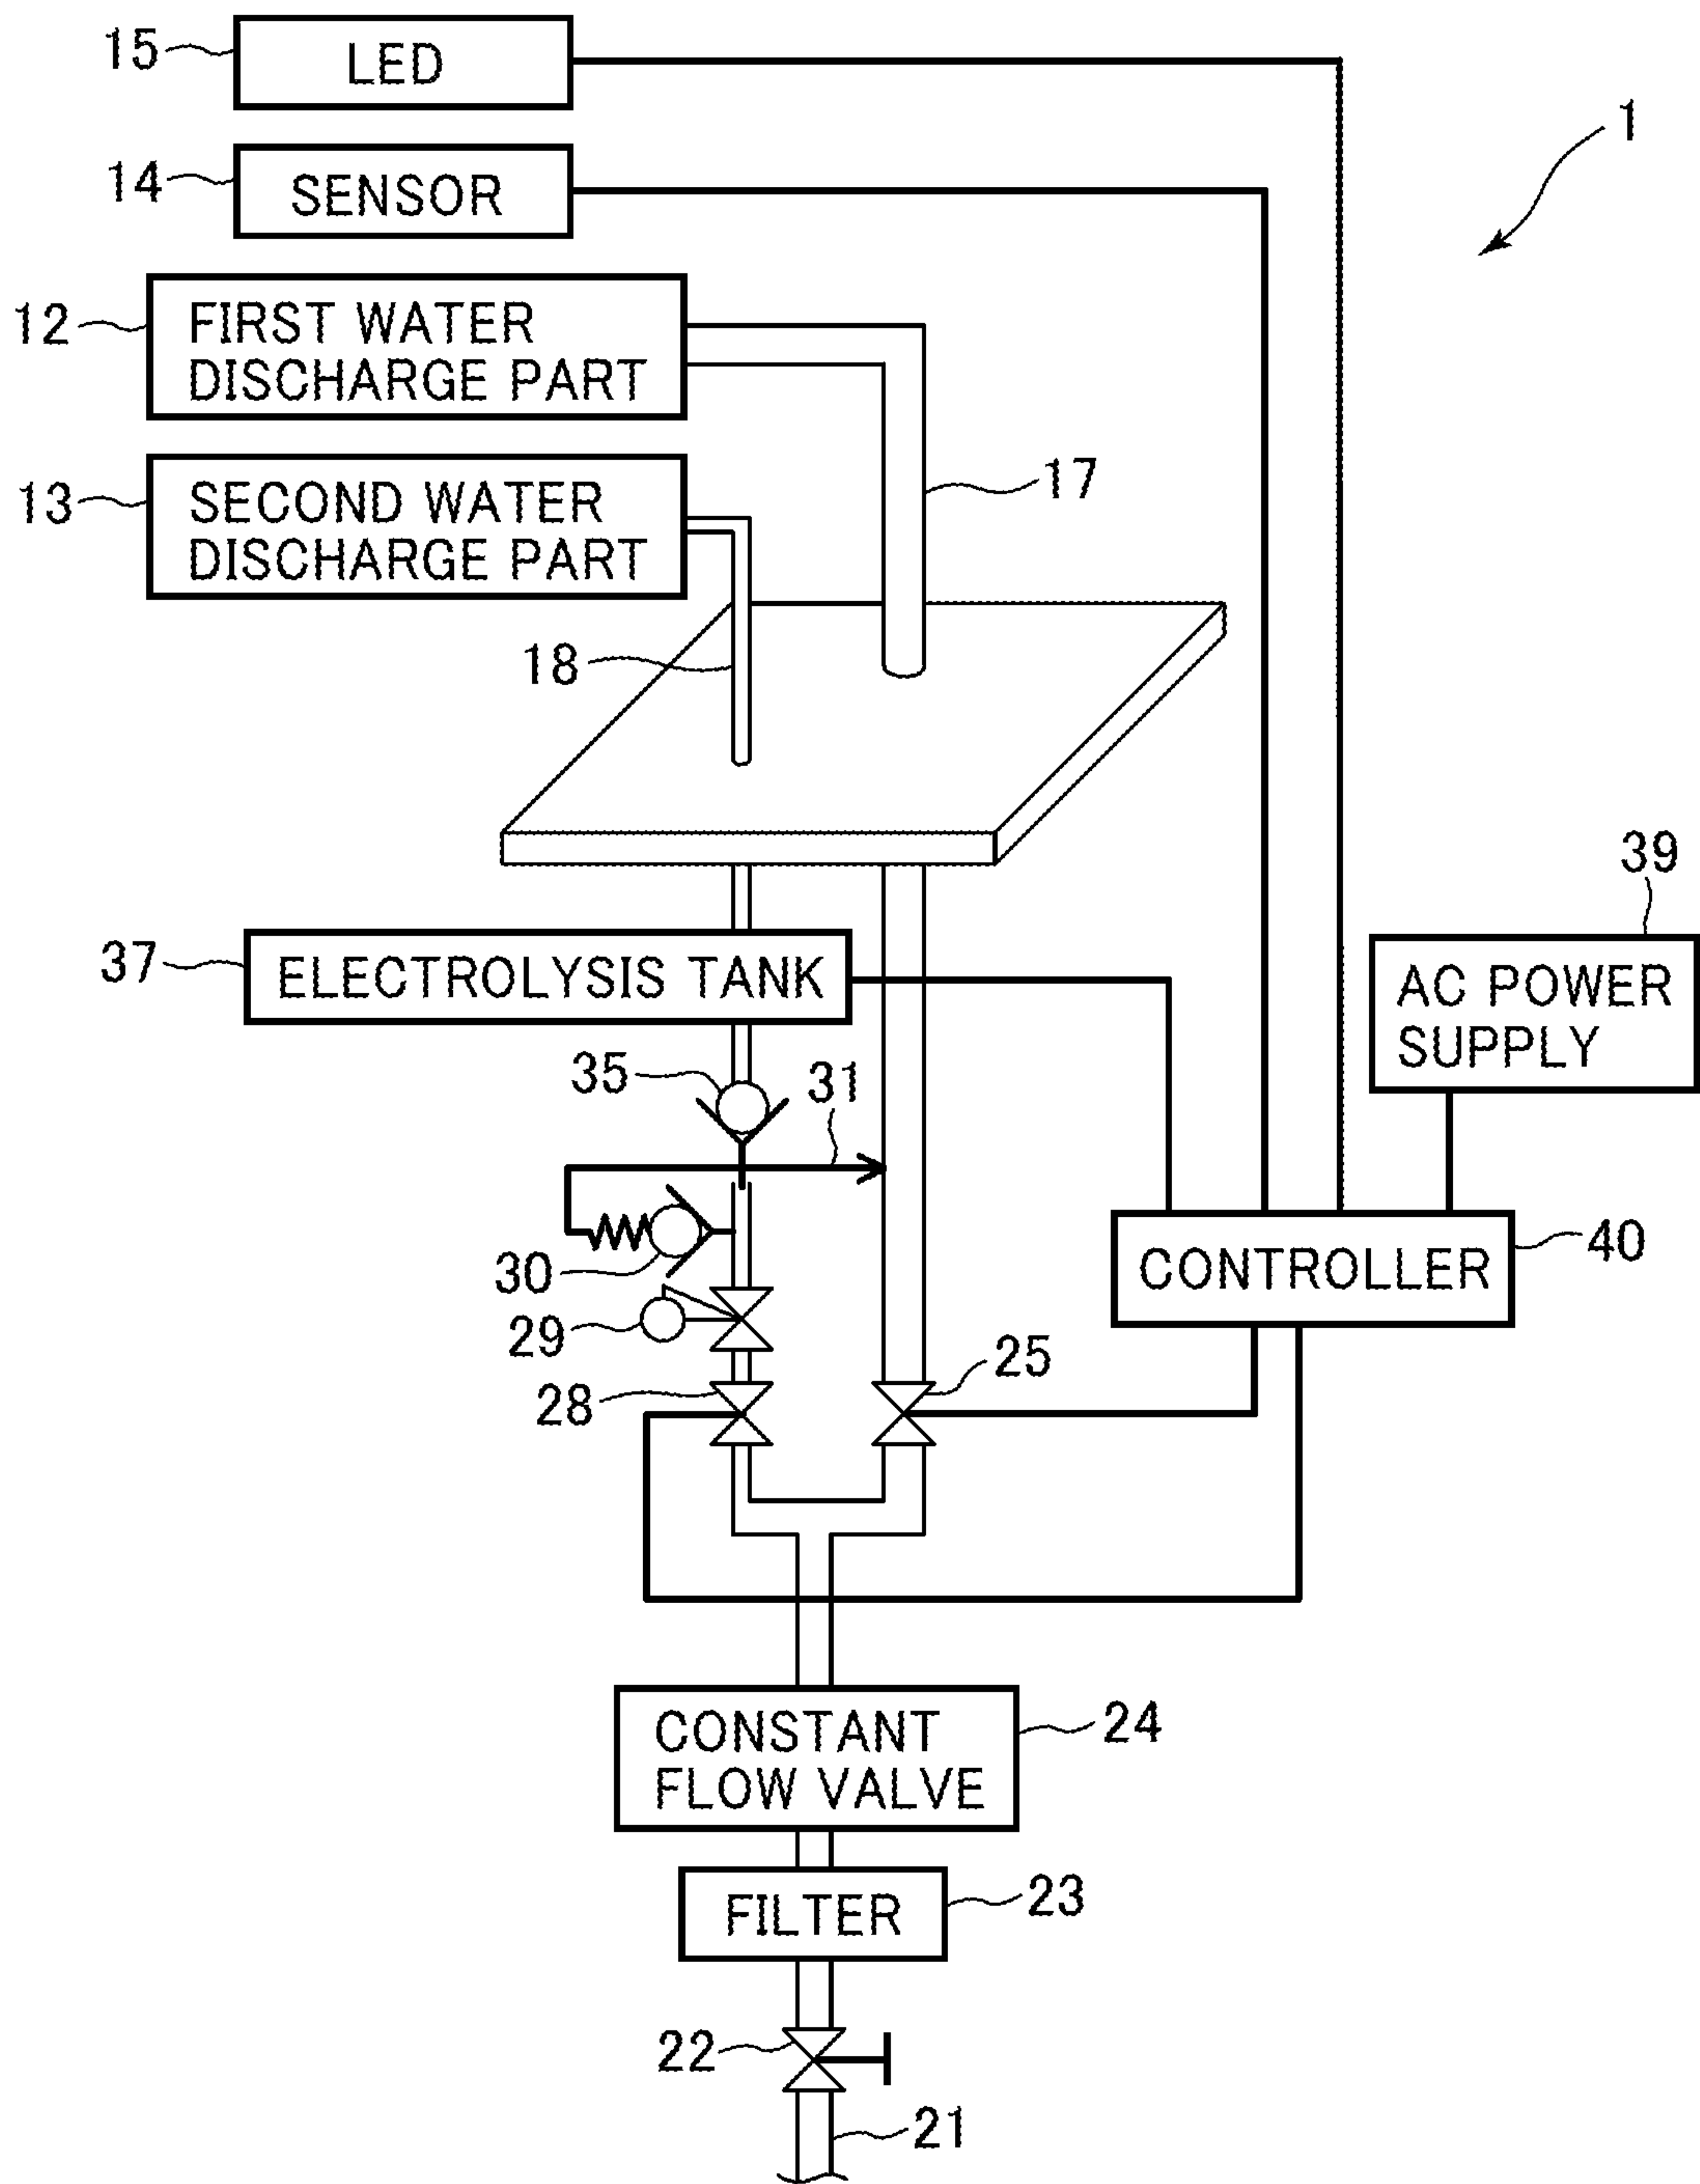 15 LED
1
14 SENSOR
12 FIRST WATER
DISCHARGE PART
13 SECOND WATER
DISCHARGE PART
17
18
39
37 ELECTROLYSIS TANK
AC POWER
SUPPLY
35
31
30
CONTROLLER 40
29
25
28
CONSTANT
FLOW VALVE
24
FILTER 23
22
21